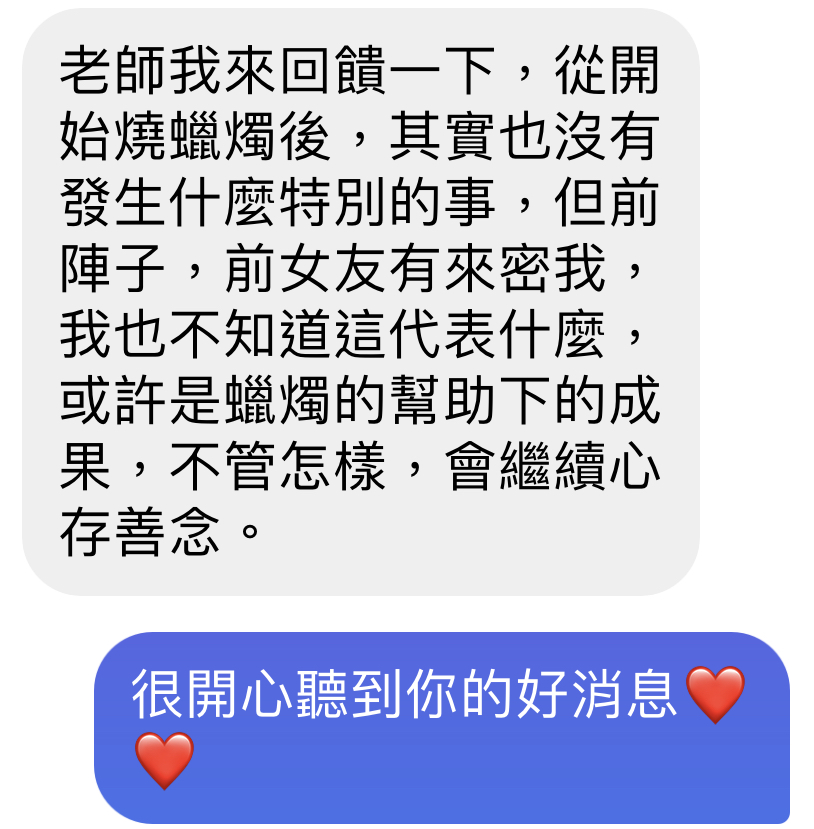 老師我來回饋一下，從開
始燒蠟燭後，其實也沒有
發生什麼特別的事，但前
陣子，前女友有來密我，
我也不知道這代表什麼，
或許是蠟燭的幫助下的成
果，不管怎樣，會繼續心
存善念。
很開心聽到你的好消息❤️
❤️